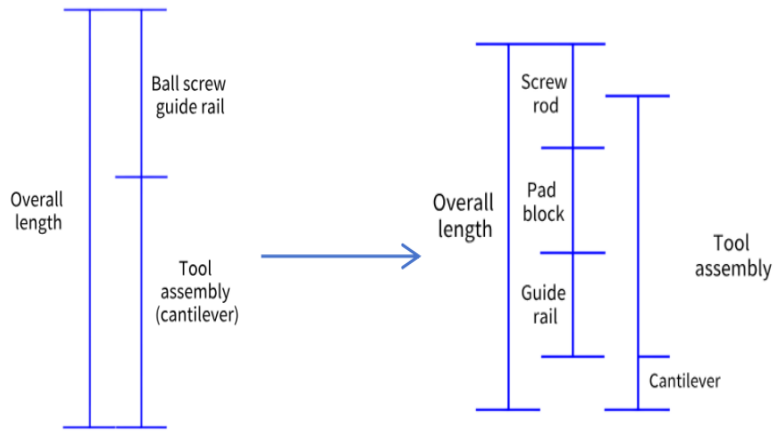 Ball screw
guide rail
Overall
length
Tool
assembly
(cantilever)
Screw
rod
Pad
block
Overall
length
Guide
rail
Tool
assembly
Cantilever